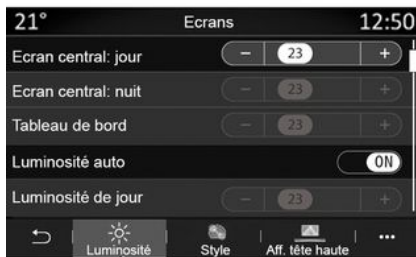 21° Ecrans 12:50
Ecran central: jour - 23 +
Ecran central: nuit - 23 +
Tableau de bord - 23 +
Luminosité auto ON
Luminosité de jour - 23 +
Luminosité Style Aff. tête haute ...